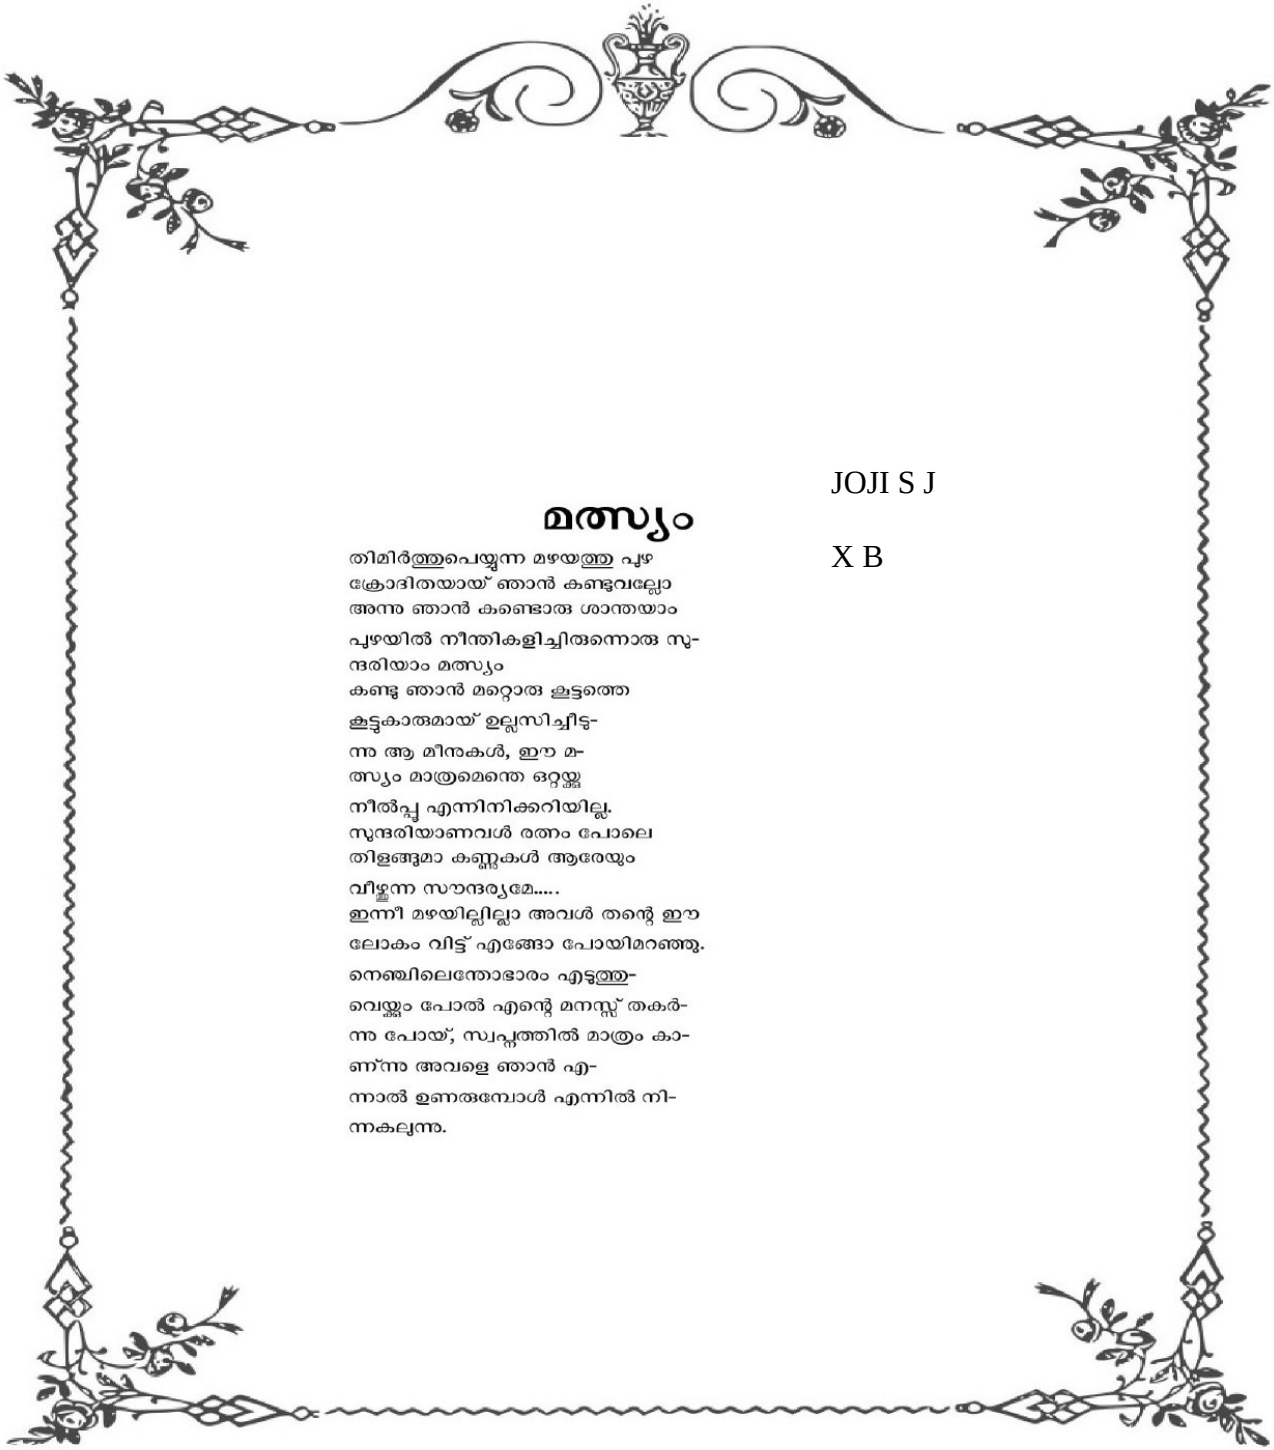 JOJI S J
മത്സ്യം
X B
തിമിർത്തുപെയ്യുന്ന മഴയത്തു പുഴ
ക്രോദിതയായ് ഞാൻ കണ്ടുവല്ലോ
അന്നു ഞാൻ കണ്ടൊരു ശാന്തയാം
പുഴയിൽ നീന്തികളിച്ചിരുന്നൊരു സു-
ന്ദരിയാം മത്സ്യം
കണ്ടു ഞാൻ മറ്റൊരു കൂട്ടത്തെ
കൂട്ടുകാരുമായ് ഉല്ലസിച്ചീടു-
ന്നു ആ മീനുകൾ, ഈ മ-
ത്സ്യം മാത്രമെന്തെ ഒറ്റയ്ക്കു
നീൽപ്പൂ എന്നിനിക്കറിയില്ല.
സുന്ദരിയാണവൾ രത്നം പോലെ
തിളങ്ങുമാ കണ്ണുകൾ ആരേയും
വീഴ്ത്തുന്ന സൗന്ദര്യമേ.....
ഇന്നീ മഴയില്ലില്ലാ അവൾ തന്റെ ഈ
ലോകം വിട്ട് എങ്ങോ പോയിമറഞ്ഞു.
നെഞ്ചിലെന്തോഭാരം എടുത്തു-
വെയ്ക്കും പോൽ എന്റെ മനസ്സ് തകർ-
ന്നു പോയ്, സ്വപ്നത്തിൽ മാത്രം കാ-
ണ്ന്നു അവളെ ഞാൻ എ-
ന്നാൽ ഉണരുമ്പോൾ എന്നിൽ നി-
ന്നകലുന്നു.